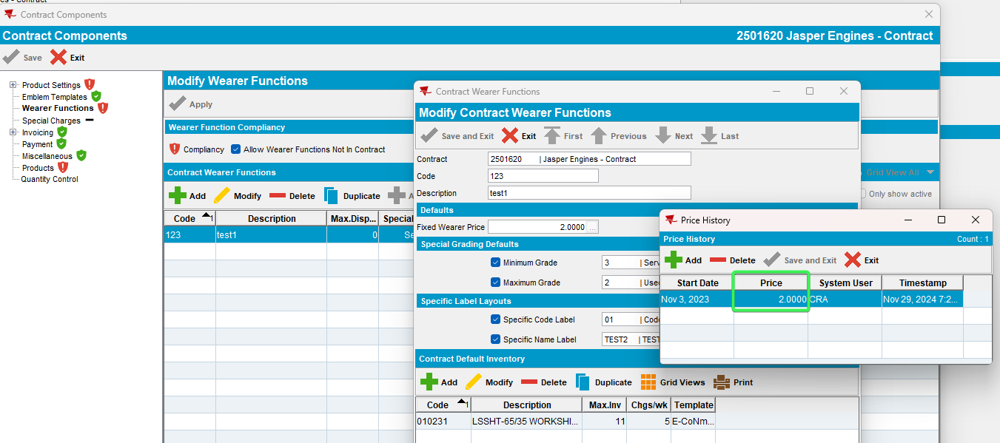 es - Contract
Contract Components
Contract Components 2501620 Jasper Engines - Contract
Save Exit
Product Settings
Emblem Templates
Wearer Functions
Special Charges
Invoicing
Payment
Miscellaneous
Products
Quantity Control
Modify Wearer Functions
Apply
Wearer Function Compliancy
Compliancy Allow Wearer Functions Not In Contract
Contract Wearer Functions Grid View All
Add Modify Delete Duplicate A Only show active
Code 1 Description Max.Disp... Special
123 test1 0 Se
Contract Wearer Functions
Modify Contract Wearer Functions
Save and Exit Exit First Previous Next Last
Contract 2501620 | Jasper Engines - Contract
Code 123
Description test1
Defaults
Fixed Wearer Price 2.0000 ...
Special Grading Defaults
Minimum Grade 3 | Serv
Maximum Grade 2 | Used
Specific Label Layouts
Specific Code Label 01 | Code
Specific Name Label TEST2 | TEST
Contract Default Inventory
Add Modify Delete Duplicate Grid Views Print
Code 1 Description Max.Inv Chgs/wk Template
010231 LSSHT-65/35 WORKSHI... 11 5 E-CoNm...
Price History
Price History Count : 1
Add Delete Save and Exit Exit
Start Date Price System User Timestamp
Nov 3, 2023 2.0000 CRA Nov 29, 2024 7:2...